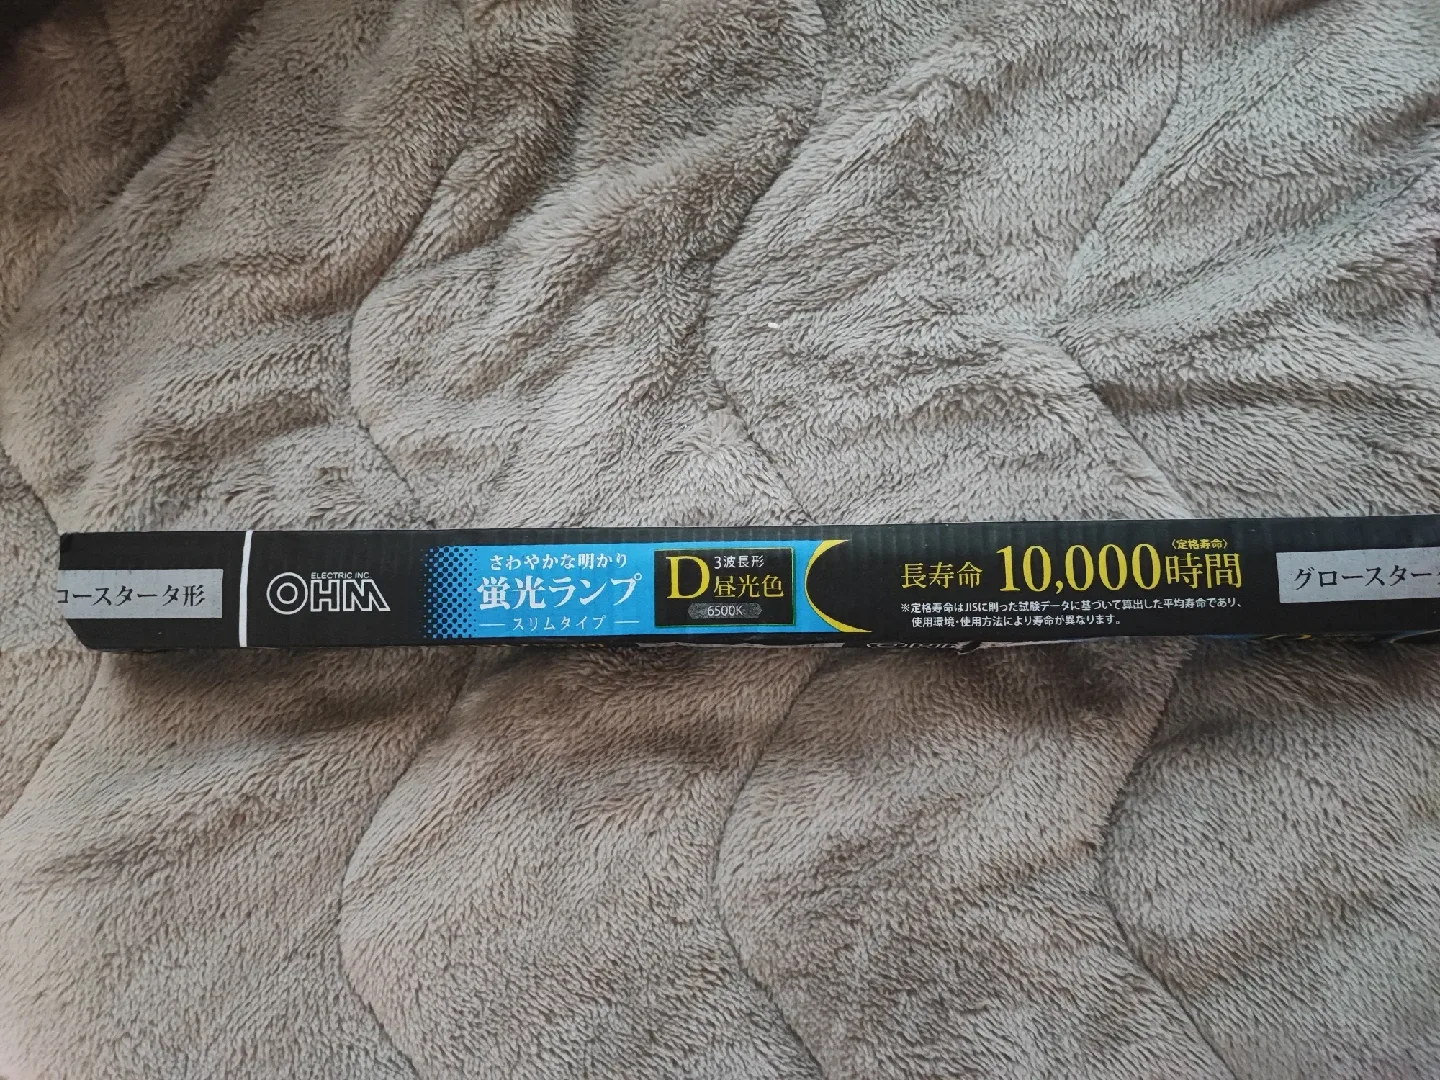 ロースタータ形
ELECTRIC INC.
OHM
さわやかな明かり
蛍光ランプ
スリムタイプ
D 3波長形
昼光色
6500K
〈定格寿命〉
長寿命 10,000時間
※定格寿命はJISに則った試験データに基づいて算出した平均寿命であり、
使用環境・使用方法により寿命が異なります。
グロースター